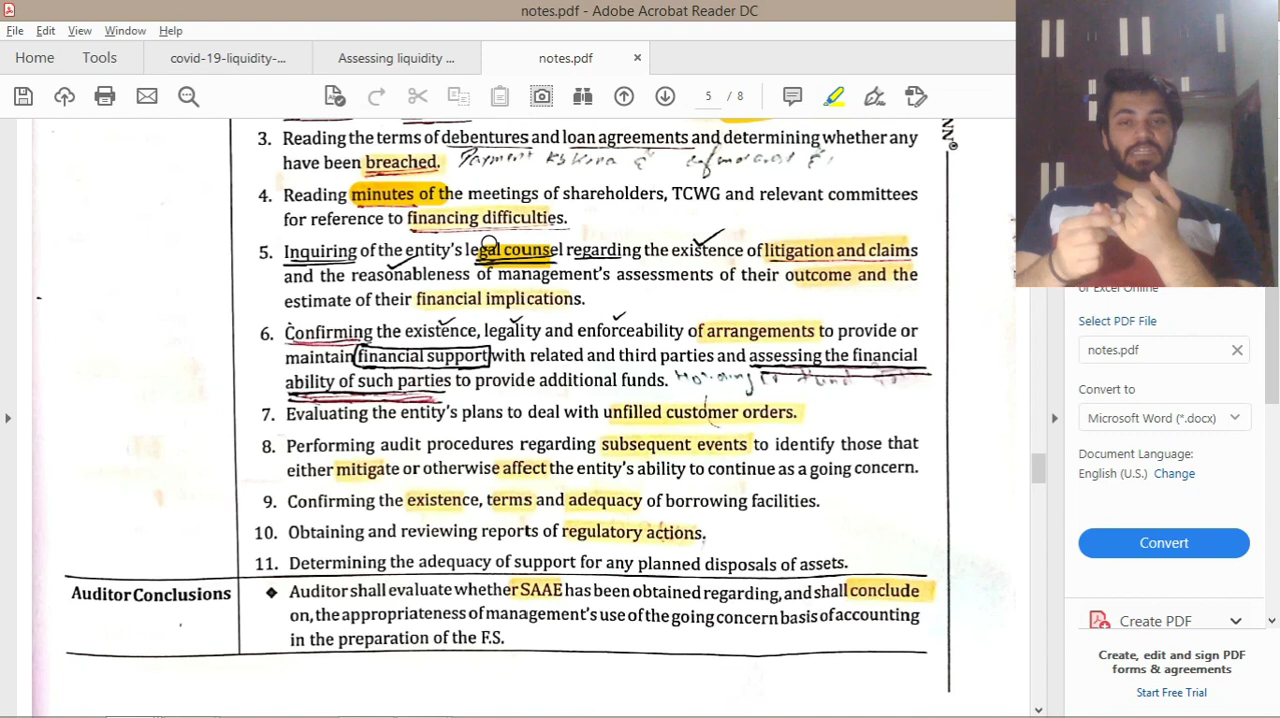 notes.pdf - Adobe Acrobat Reader DC
File Edit View Window Help
Home Tools covid-19-liquidity-... Assessing liquidity ... notes.pdf ×
5 / 8
3. Reading the terms of debentures and loan agreements and determining whether any
have been breached. Payment
4. Reading minutes of the meetings of shareholders, TCWG and relevant committees
for reference to financing difficulties.
5. Inquiring of the entity's legal counsel regarding the existence of litigation and claims
and the reasonableness of management's assessments of their outcome and the
estimate of their financial implications.
6. Confirming the existence, legality and enforceability of arrangements to provide or
maintain financial support with related and third parties and assessing the financial
ability of such parties to provide additional funds. Holding
7. Evaluating the entity's plans to deal with unfilled customer orders.
8. Performing audit procedures regarding subsequent events to identify those that
either mitigate or otherwise affect the entity's ability to continue as a going concern.
9. Confirming the existence, terms and adequacy of borrowing facilities.
10. Obtaining and reviewing reports of regulatory actions.
11. Determining the adequacy of support for any planned disposals of assets.
Auditor Conclusions
❖ Auditor shall evaluate whether SAAE has been obtained regarding, and shall conclude
on, the appropriateness of management's use of the going concern basis of accounting
in the preparation of the F.S.
or Excel Online
Select PDF File
notes.pdf
Convert to
Microsoft Word (*.docx)
Document Language:
English (U.S.) Change
Convert
Create PDF
Create, edit and sign PDF
forms & agreements
Start Free Trial